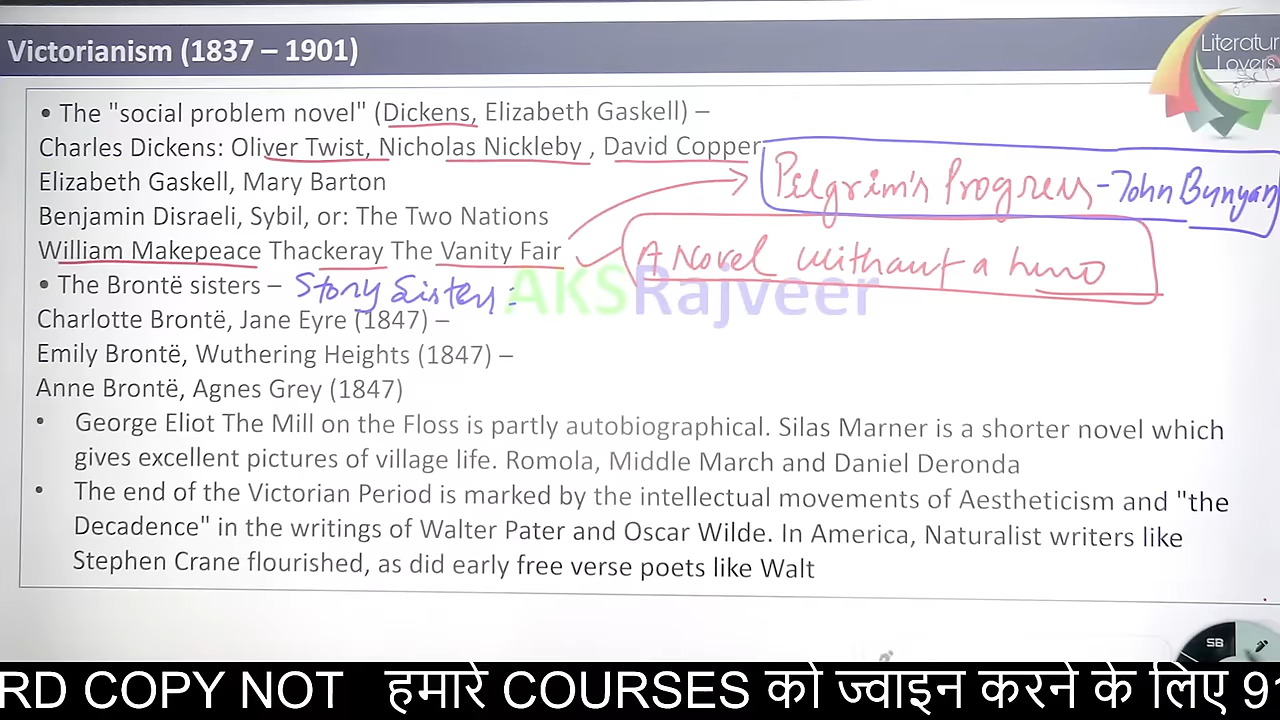 Victorianism (1837 – 1901)
Literatur
Lovers
• The "social problem novel" (Dickens, Elizabeth Gaskell) –
Charles Dickens: Oliver Twist, Nicholas Nickleby , David Copper
Pilgrim's Progress - John Bunyan
Elizabeth Gaskell, Mary Barton
Benjamin Disraeli, Sybil, or: The Two Nations
William Makepeace Thackeray The Vanity Fair
A Novel without a hero
• The Brontë sisters – Story Sisters :
AKSRajveer
Charlotte Brontë, Jane Eyre (1847) –
Emily Brontë, Wuthering Heights (1847) –
Anne Brontë, Agnes Grey (1847)
• George Eliot The Mill on the Floss is partly autobiographical. Silas Marner is a shorter novel which
gives excellent pictures of village life. Romola, Middle March and Daniel Deronda
• The end of the Victorian Period is marked by the intellectual movements of Aestheticism and "the
Decadence" in the writings of Walter Pater and Oscar Wilde. In America, Naturalist writers like
Stephen Crane flourished, as did early free verse poets like Walt
SB
RD COPY NOT हमारे COURSES को ज्वाइन करने के लिए 91